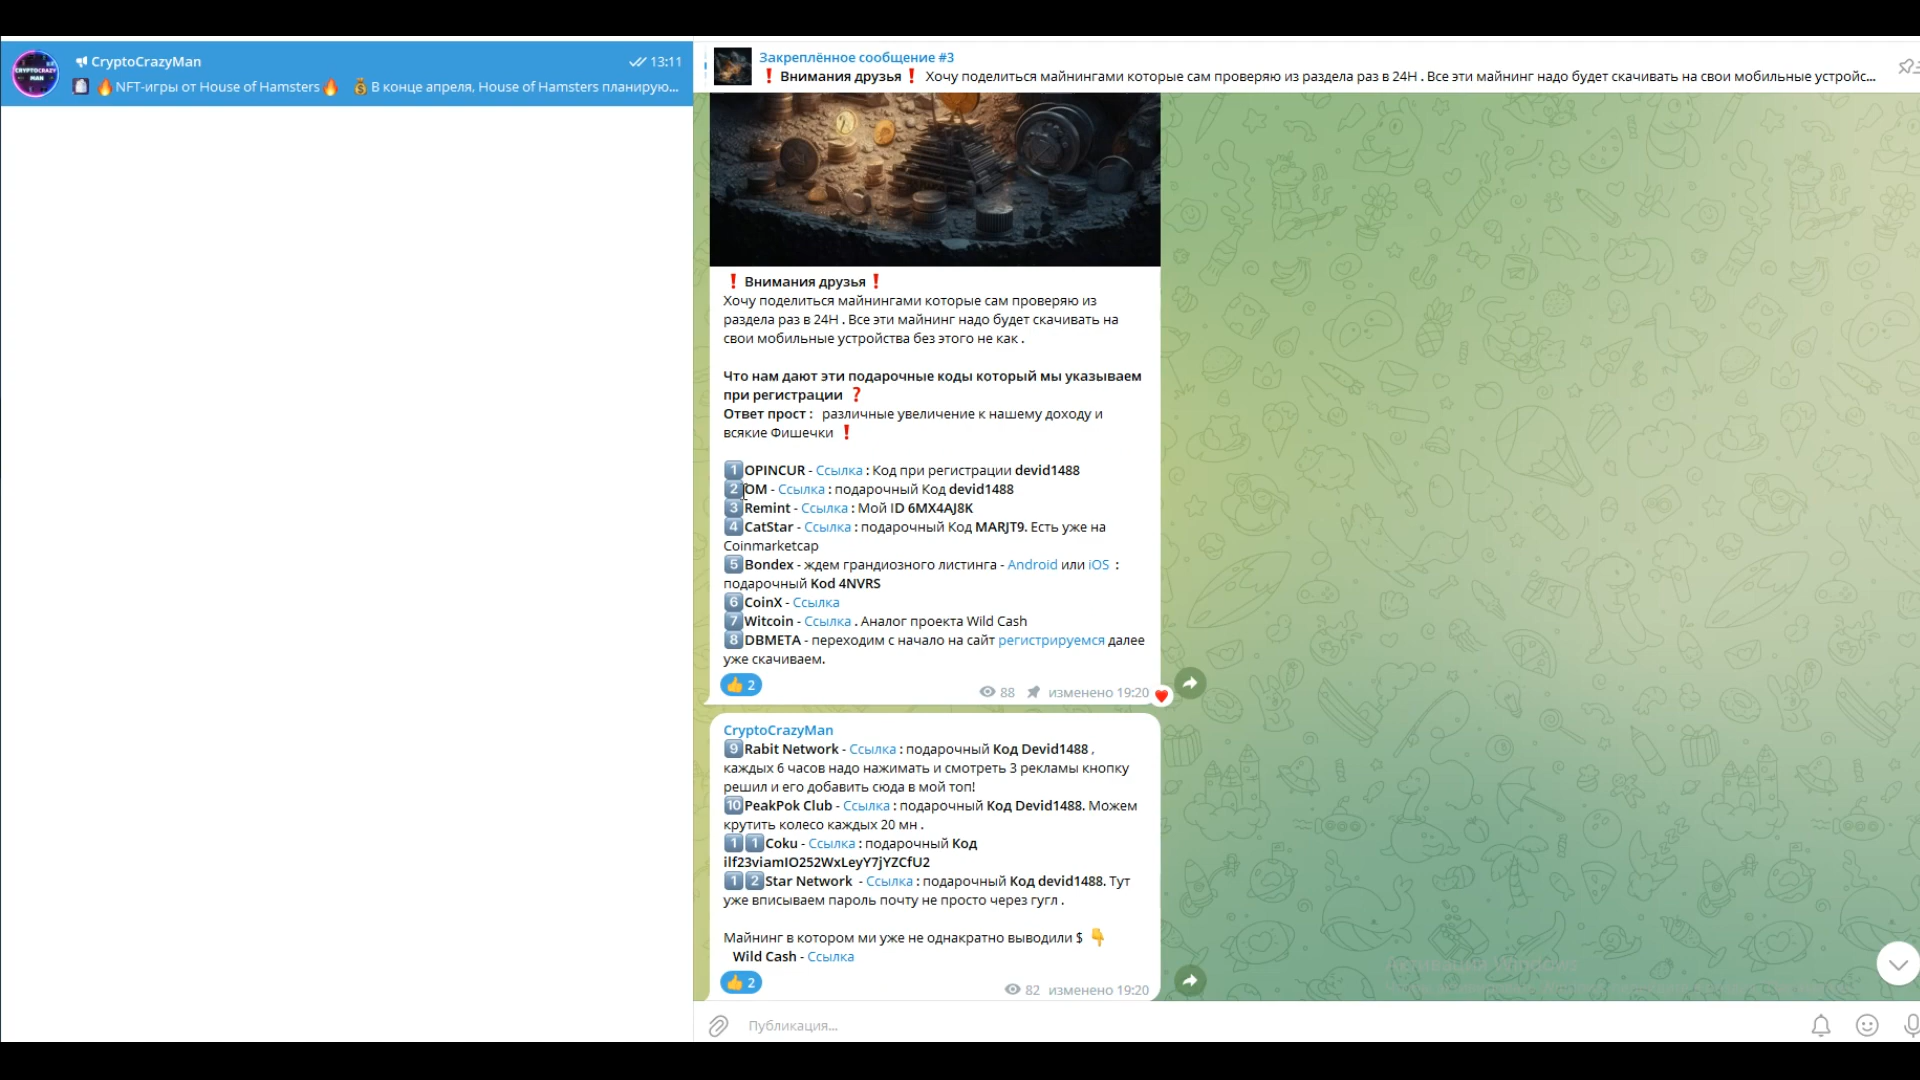 CryptoCrazyMan
13:11
NFT-игры от House of Hamsters В конце апреля, House of Hamsters планирую...
Закреплённое сообщение #3
❗ Внимания друзья ❗ Хочу поделиться майнингами которые сам проверяю из раздела раз в 24H . Все эти майнинг надо будет скачивать на свои мобильные устройс...
❗ Внимания друзья ❗
Хочу поделиться майнингами которые сам проверяю из
раздела раз в 24H . Все эти майнинг надо будет скачивать на
свои мобильные устройства без этого не как .
Что нам дают эти подарочные коды который мы указываем
при регистрации ❓
Ответ прост : различные увеличение к нашему доходу и
всякие Фишечки ❗
1 OPINCUR - Ссылка : Код при регистрации devid1488
2 OM - Ссылка : подарочный Код devid1488
3 Remint - Ссылка : Мой ID 6MX4AJ8K
4 CatStar - Ссылка : подарочный Код MARJT9. Есть уже на
Coinmarketcap
5 Bondex - ждем грандиозного листинга - Android или iOS :
подарочный Kod 4NVRS
6 CoinX - Ссылка
7 Witcoin - Ссылка . Аналог проекта Wild Cash
8 DBMETA - переходим с начало на сайт регистрируемся далее
уже скачиваем.
2
88 изменено 19:20
CryptoCrazyMan
9 Rabit Network - Ссылка : подарочный Код Devid1488 ,
каждых 6 часов надо нажимать и смотреть 3 рекламы кнопку
решил и его добавить сюда в мой топ!
10 PeakPok Club - Ссылка : подарочный Код Devid1488. Можем
крутить колесо каждых 20 мн .
1 1 Coku - Ссылка : подарочный Код
ilf23viamIO252WxLeyY7jYZCfU2
1 2 Star Network - Ссылка : подарочный Код devid1488. Тут
уже вписываем пароль почту не просто через гугл .
Майнинг в котором ми уже не однакратно выводили $
Wild Cash - Ссылка
2
82 изменено 19:20
Публикация...